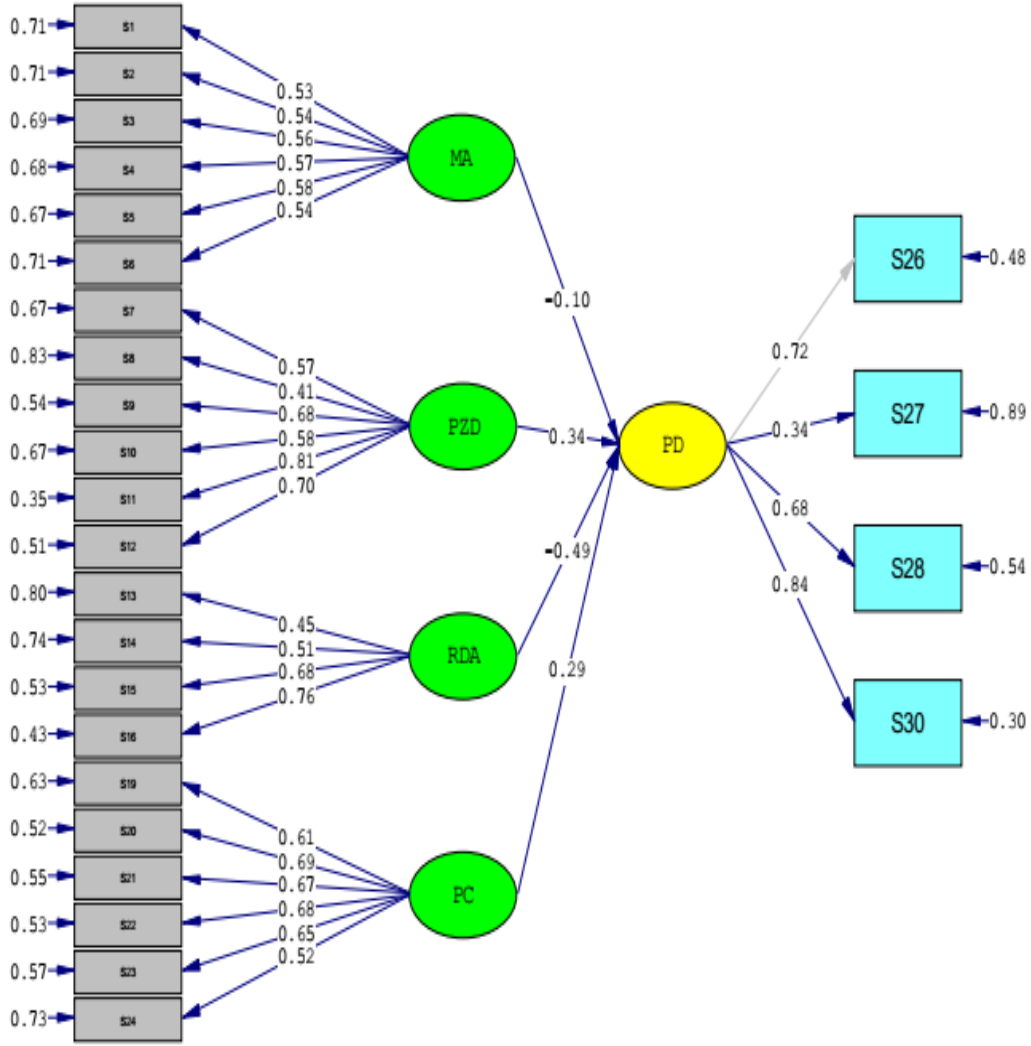 0.71 S1
0.71 S2
0.69 S3
0.68 S4
0.67 S5
0.71 S6
0.67 S7
0.83 S8
0.54 S9
0.67 S10
0.35 S11
0.51 S12
0.80 S13
0.74 S14
0.53 S15
0.43 S16
0.63 S19
0.52 S20
0.55 S21
0.53 S22
0.57 S23
0.73 S24
0.53
0.54
0.56
0.57
0.58
0.54
0.57
0.41
0.68
0.58
0.81
0.70
0.45
0.51
0.68
0.76
0.61
0.69
0.67
0.68
0.65
0.52
MA
PZD
RDA
PC
-0.10
0.34
-0.49
0.29
PD
0.72
0.34
0.68
0.84
S26 0.48
S27 0.89
S28 0.54
S30 0.30